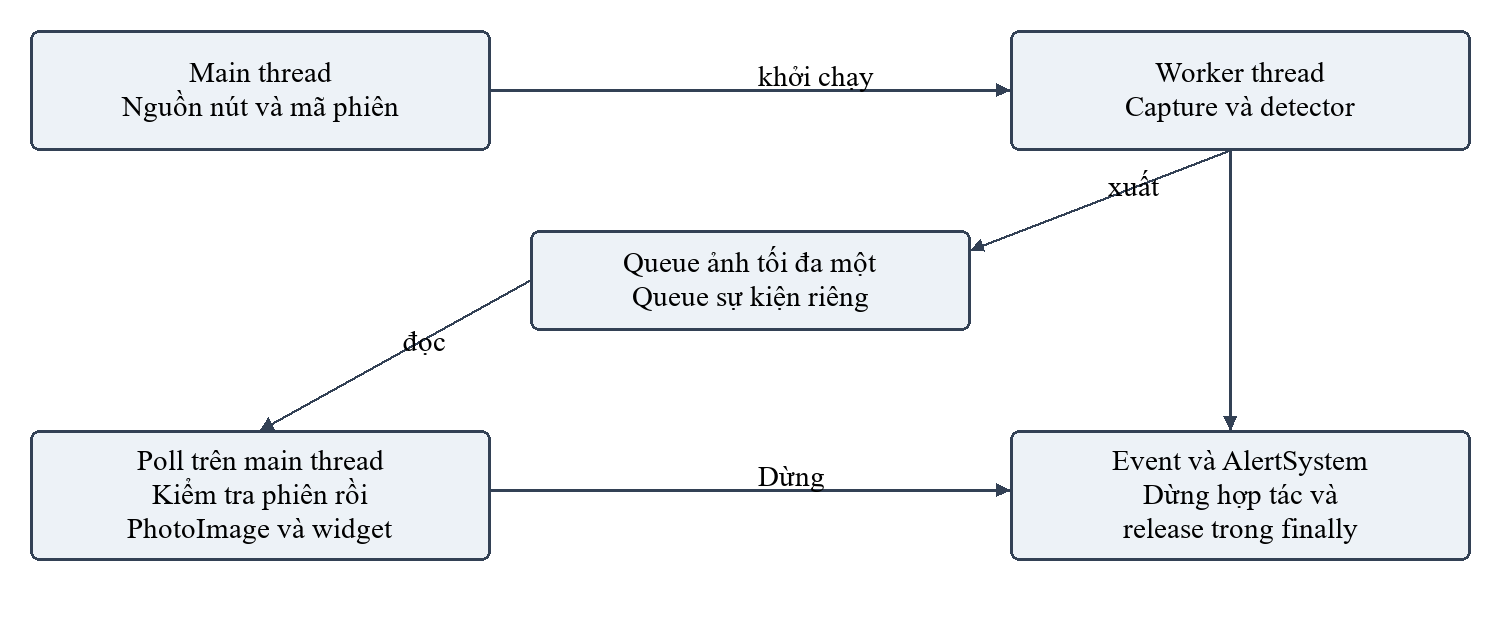 Main thread
Nguồn nút và mã phiên
khởi chạy
Worker thread
Capture và detector
xuất
Queue ảnh tối đa một
Queue sự kiện riêng
đọc
Poll trên main thread
Kiểm tra phiên rồi
PhotoImage và widget
Dừng
Event và AlertSystem
Dừng hợp tác và
release trong finally